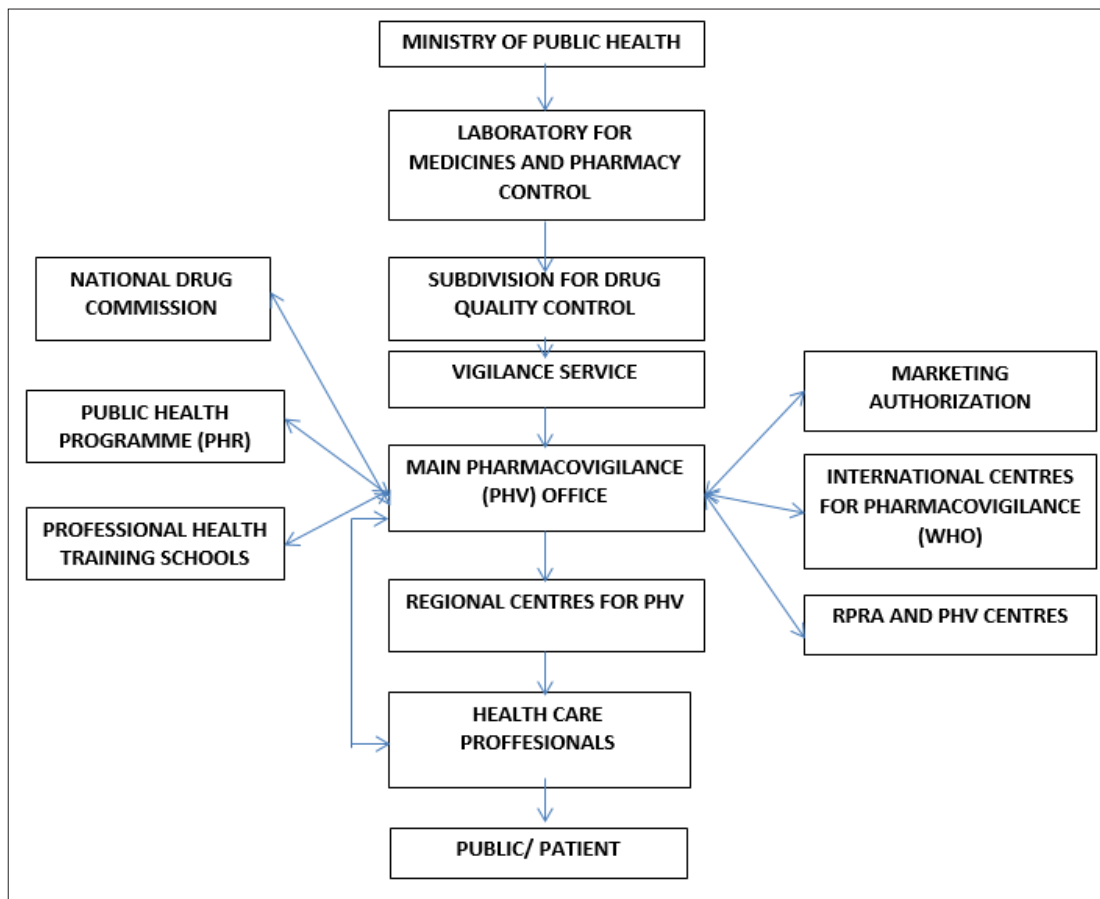 MINISTRY OF PUBLIC HEALTH
LABORATORY FOR
MEDICINES AND PHARMACY
CONTROL
NATIONAL DRUG
COMMISSION
SUBDIVISION FOR DRUG
QUALITY CONTROL
VIGILANCE SERVICE
MARKETING
AUTHORIZATION
PUBLIC HEALTH
PROGRAMME (PHR)
MAIN PHARMACOVIGILANCE
(PHV) OFFICE
INTERNATIONAL CENTRES
FOR PHARMACOVIGILANCE
(WHO)
PROFESSIONAL HEALTH
TRAINING SCHOOLS
REGIONAL CENTRES FOR PHV
RPRA AND PHV CENTRES
HEALTH CARE
PROFFESIONALS
PUBLIC/ PATIENT